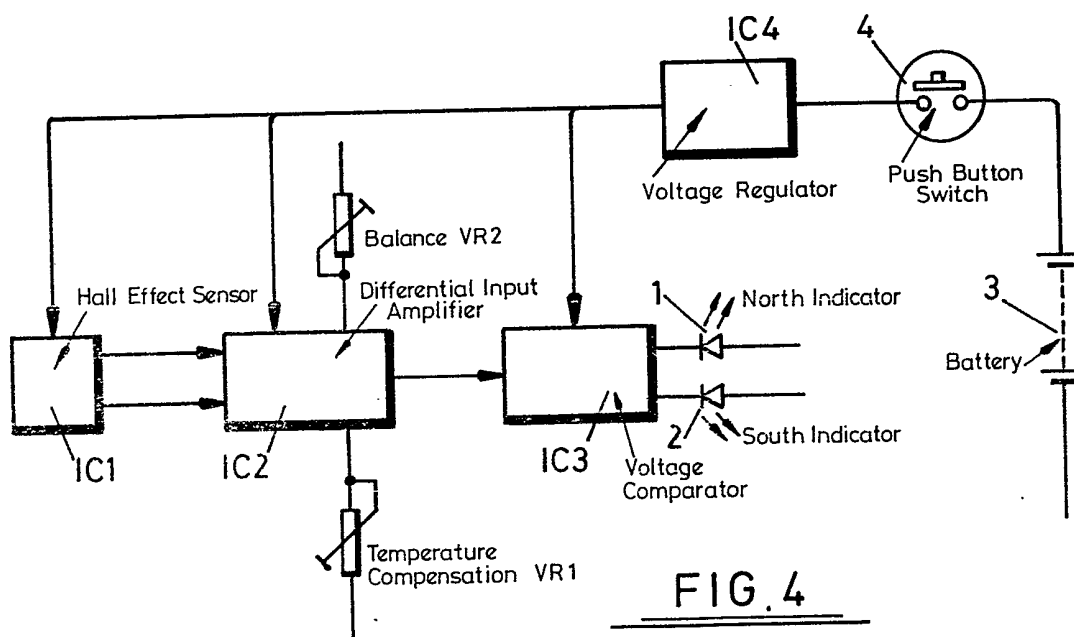 IC4
4
Voltage Regulator
Push Button
Switch
Balance VR2
Hall Effect Sensor
Differential Input
Amplifier
1
North Indicator
3
Battery
IC1
IC2
IC3
2
South Indicator
Voltage
Comparator
Temperature
Compensation VR1
FIG. 4